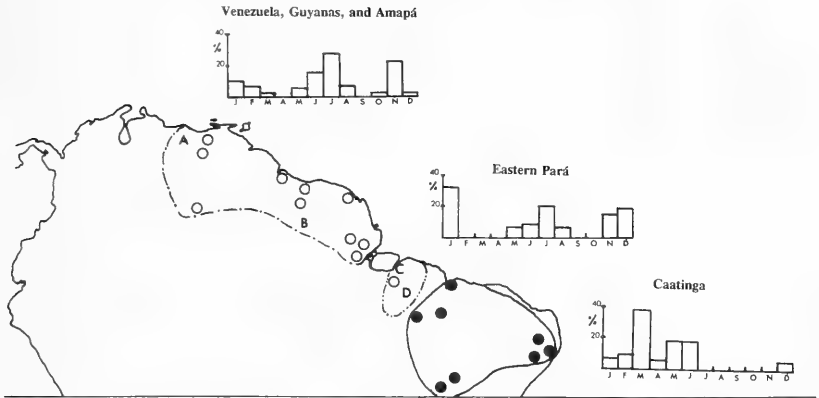 Venezuela, Guyanas, and Amapá
40
%
20
J F M A M J J A S O N D
A
B
Eastern Pará
40
%
20
J F M A M J J A S O N D
C
D
Caatinga
40
%
20
J F M A M J J A S O N D